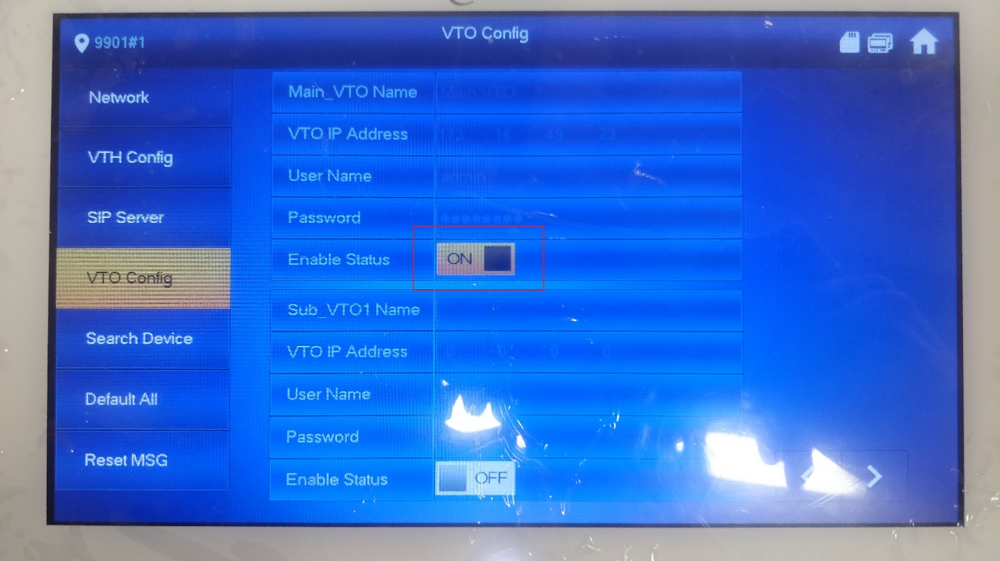 9901#1
VTO Config
Network
VTH Config
SIP Server
VTO Config
Search Device
Default All
Reset MSG
Main_VTO Name Main VTO
VTO IP Address 172 16 49 22
User Name admin
Password ●●●●●●●●
Enable Status ON
Sub_VTO1 Name
VTO IP Address 0 0 0 0
User Name
Password
Enable Status OFF